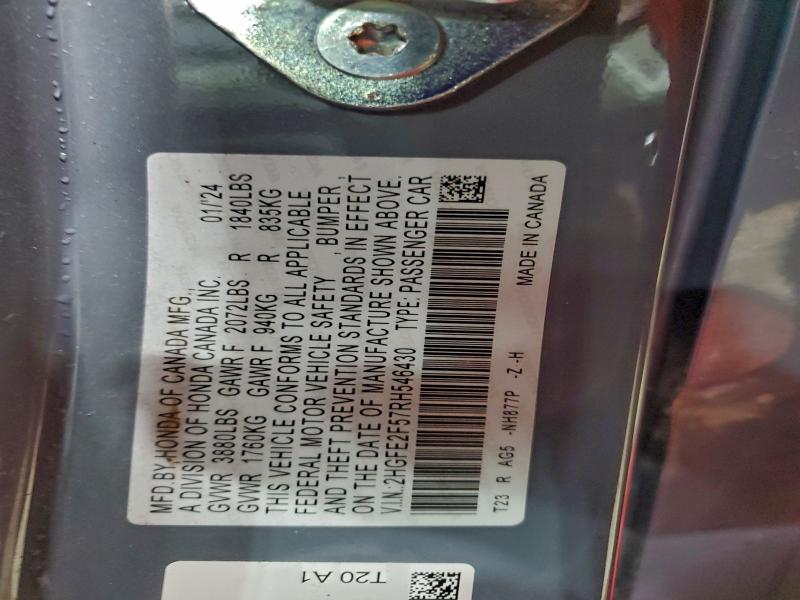 MFD.BY HONDA OF CANADA MFG.,
A DIVISION OF HONDA CANADA INC. 01/'24
GVWR 3880LBS GAWR F 2072LBS R 1840LBS
GVWR 1760KG GAWR F 940KG R 835KG
THIS VEHICLE CONFORMS TO ALL APPLICABLE
FEDERAL MOTOR VEHICLE SAFETY , BUMPER ,
AND THEFT PREVENTION STANDARDS IN EFFECT
ON THE DATE OF MANUFACTURE SHOWN ABOVE.
V.I.N.:2HGFE2F57RH546430 TYPE: PASSENGER CAR
T23 R AG5 -NH877P -Z -H MADE IN CANADA
T20 A1